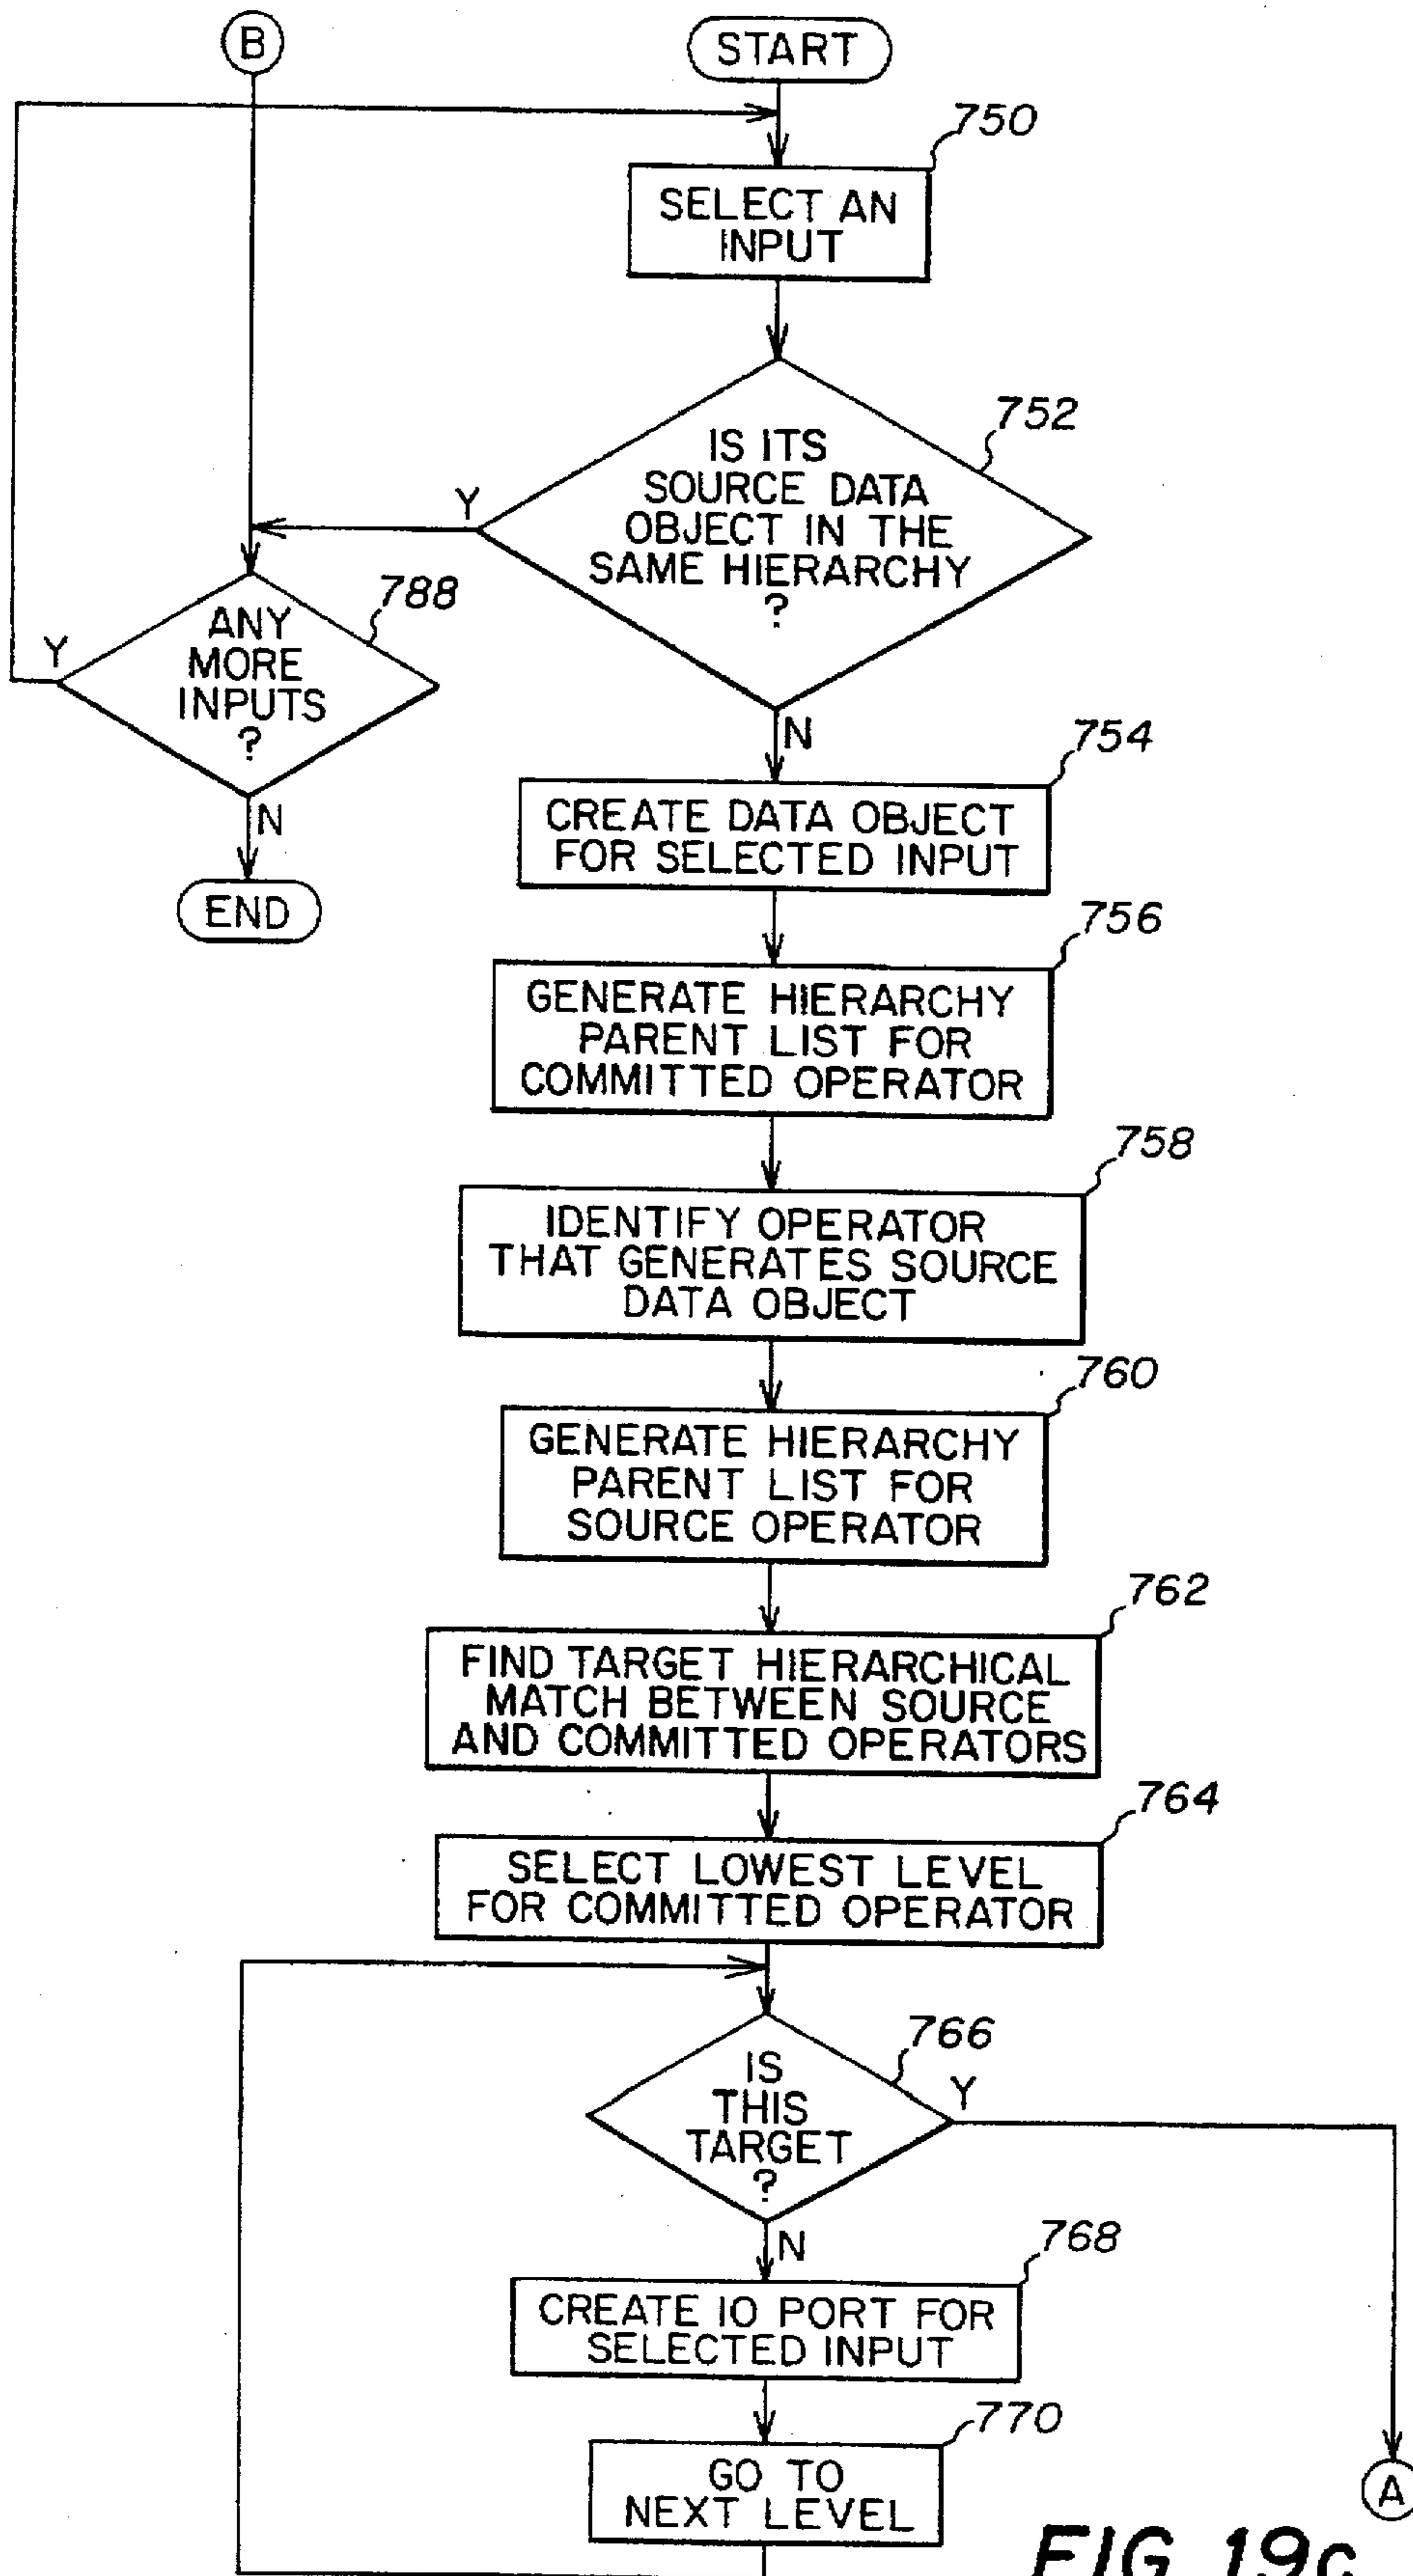 B
START
750
SELECT AN
INPUT
752
IS ITS
SOURCE DATA
OBJECT IN THE
SAME HIERARCHY
?
Y
788
ANY
MORE
INPUTS
?
Y
N
END
N
754
CREATE DATA OBJECT
FOR SELECTED INPUT
756
GENERATE HIERARCHY
PARENT LIST FOR
COMMITTED OPERATOR
758
IDENTIFY OPERATOR
THAT GENERATES SOURCE
DATA OBJECT
760
GENERATE HIERARCHY
PARENT LIST FOR
SOURCE OPERATOR
762
FIND TARGET HIERARCHICAL
MATCH BETWEEN SOURCE
AND COMMITTED OPERATORS
764
SELECT LOWEST LEVEL
FOR COMMITTED OPERATOR
766
IS
THIS
TARGET
?
Y
N
768
CREATE IO PORT FOR
SELECTED INPUT
770
GO TO
NEXT LEVEL
A
FIG. 19c